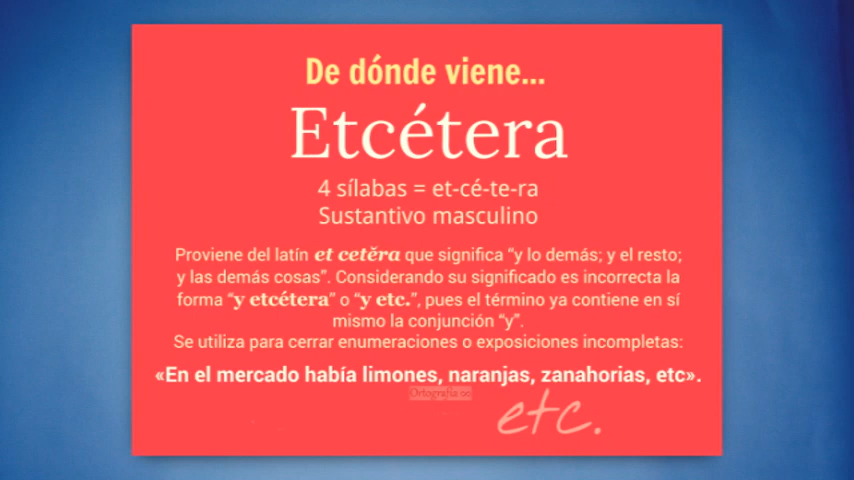 De dónde viene...
Etcétera
4 sílabas = et-cé-te-ra
Sustantivo masculino
Proviene del latín et cetĕra que significa “y lo demás; y el resto;
y las demás cosas”. Considerando su significado es incorrecta la
forma “y etcétera” o “y etc.”, pues el término ya contiene en sí
mismo la conjunción “y”.
Se utiliza para cerrar enumeraciones o exposiciones incompletas:
«En el mercado había limones, naranjas, zanahorias, etc».
etc.